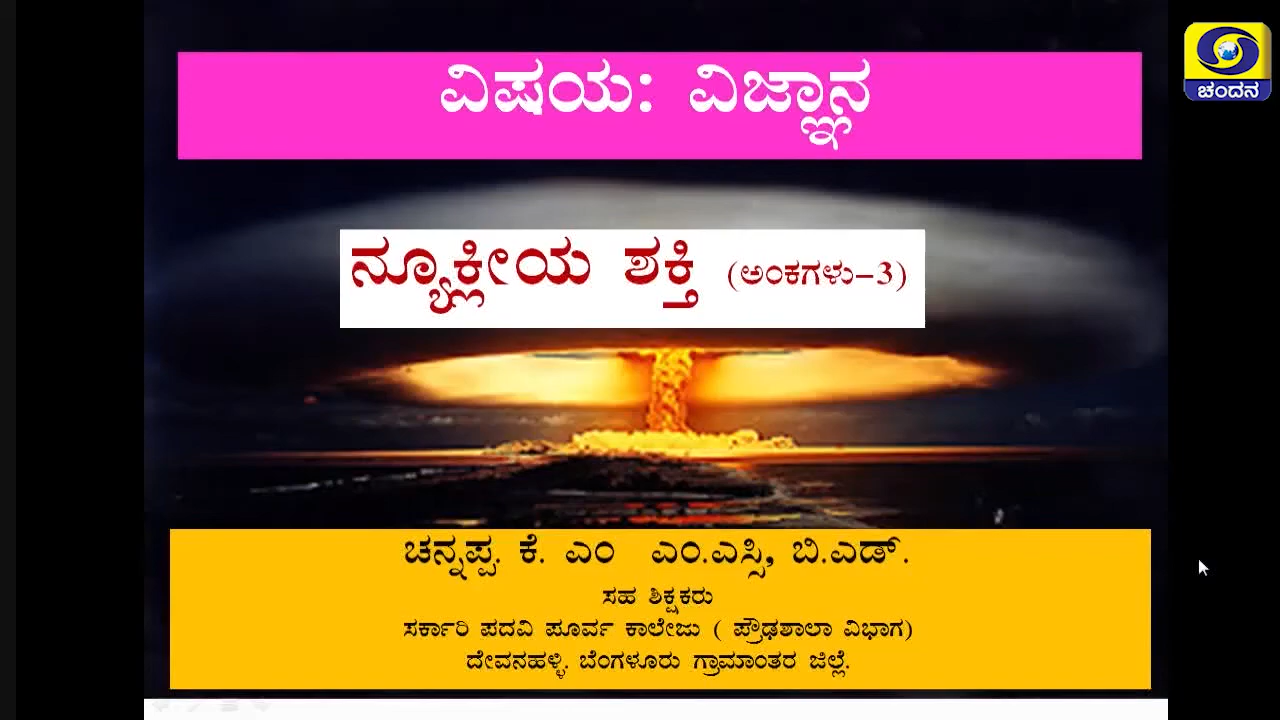 ವಿಷಯ: ವಿಜ್ಞಾನ
ಚಂದನ
ನ್ಯೂಕ್ಲೀಯ ಶಕ್ತಿ (ಅಂಕಗಳು-3)
ಚನ್ನಪ್ಪ. ಕೆ. ಎಂ ಎಂ.ಎಸ್ಸಿ, ಬಿ.ಎಡ್.
ಸಹ ಶಿಕ್ಷಕರು
ಸರ್ಕಾರಿ ಪದವಿ ಪೂರ್ವ ಕಾಲೇಜು ( ಪ್ರೌಢಶಾಲಾ ವಿಭಾಗ)
ದೇವನಹಳ್ಳಿ. ಬೆಂಗಳೂರು ಗ್ರಾಮಾಂತರ ಜಿಲ್ಲೆ.